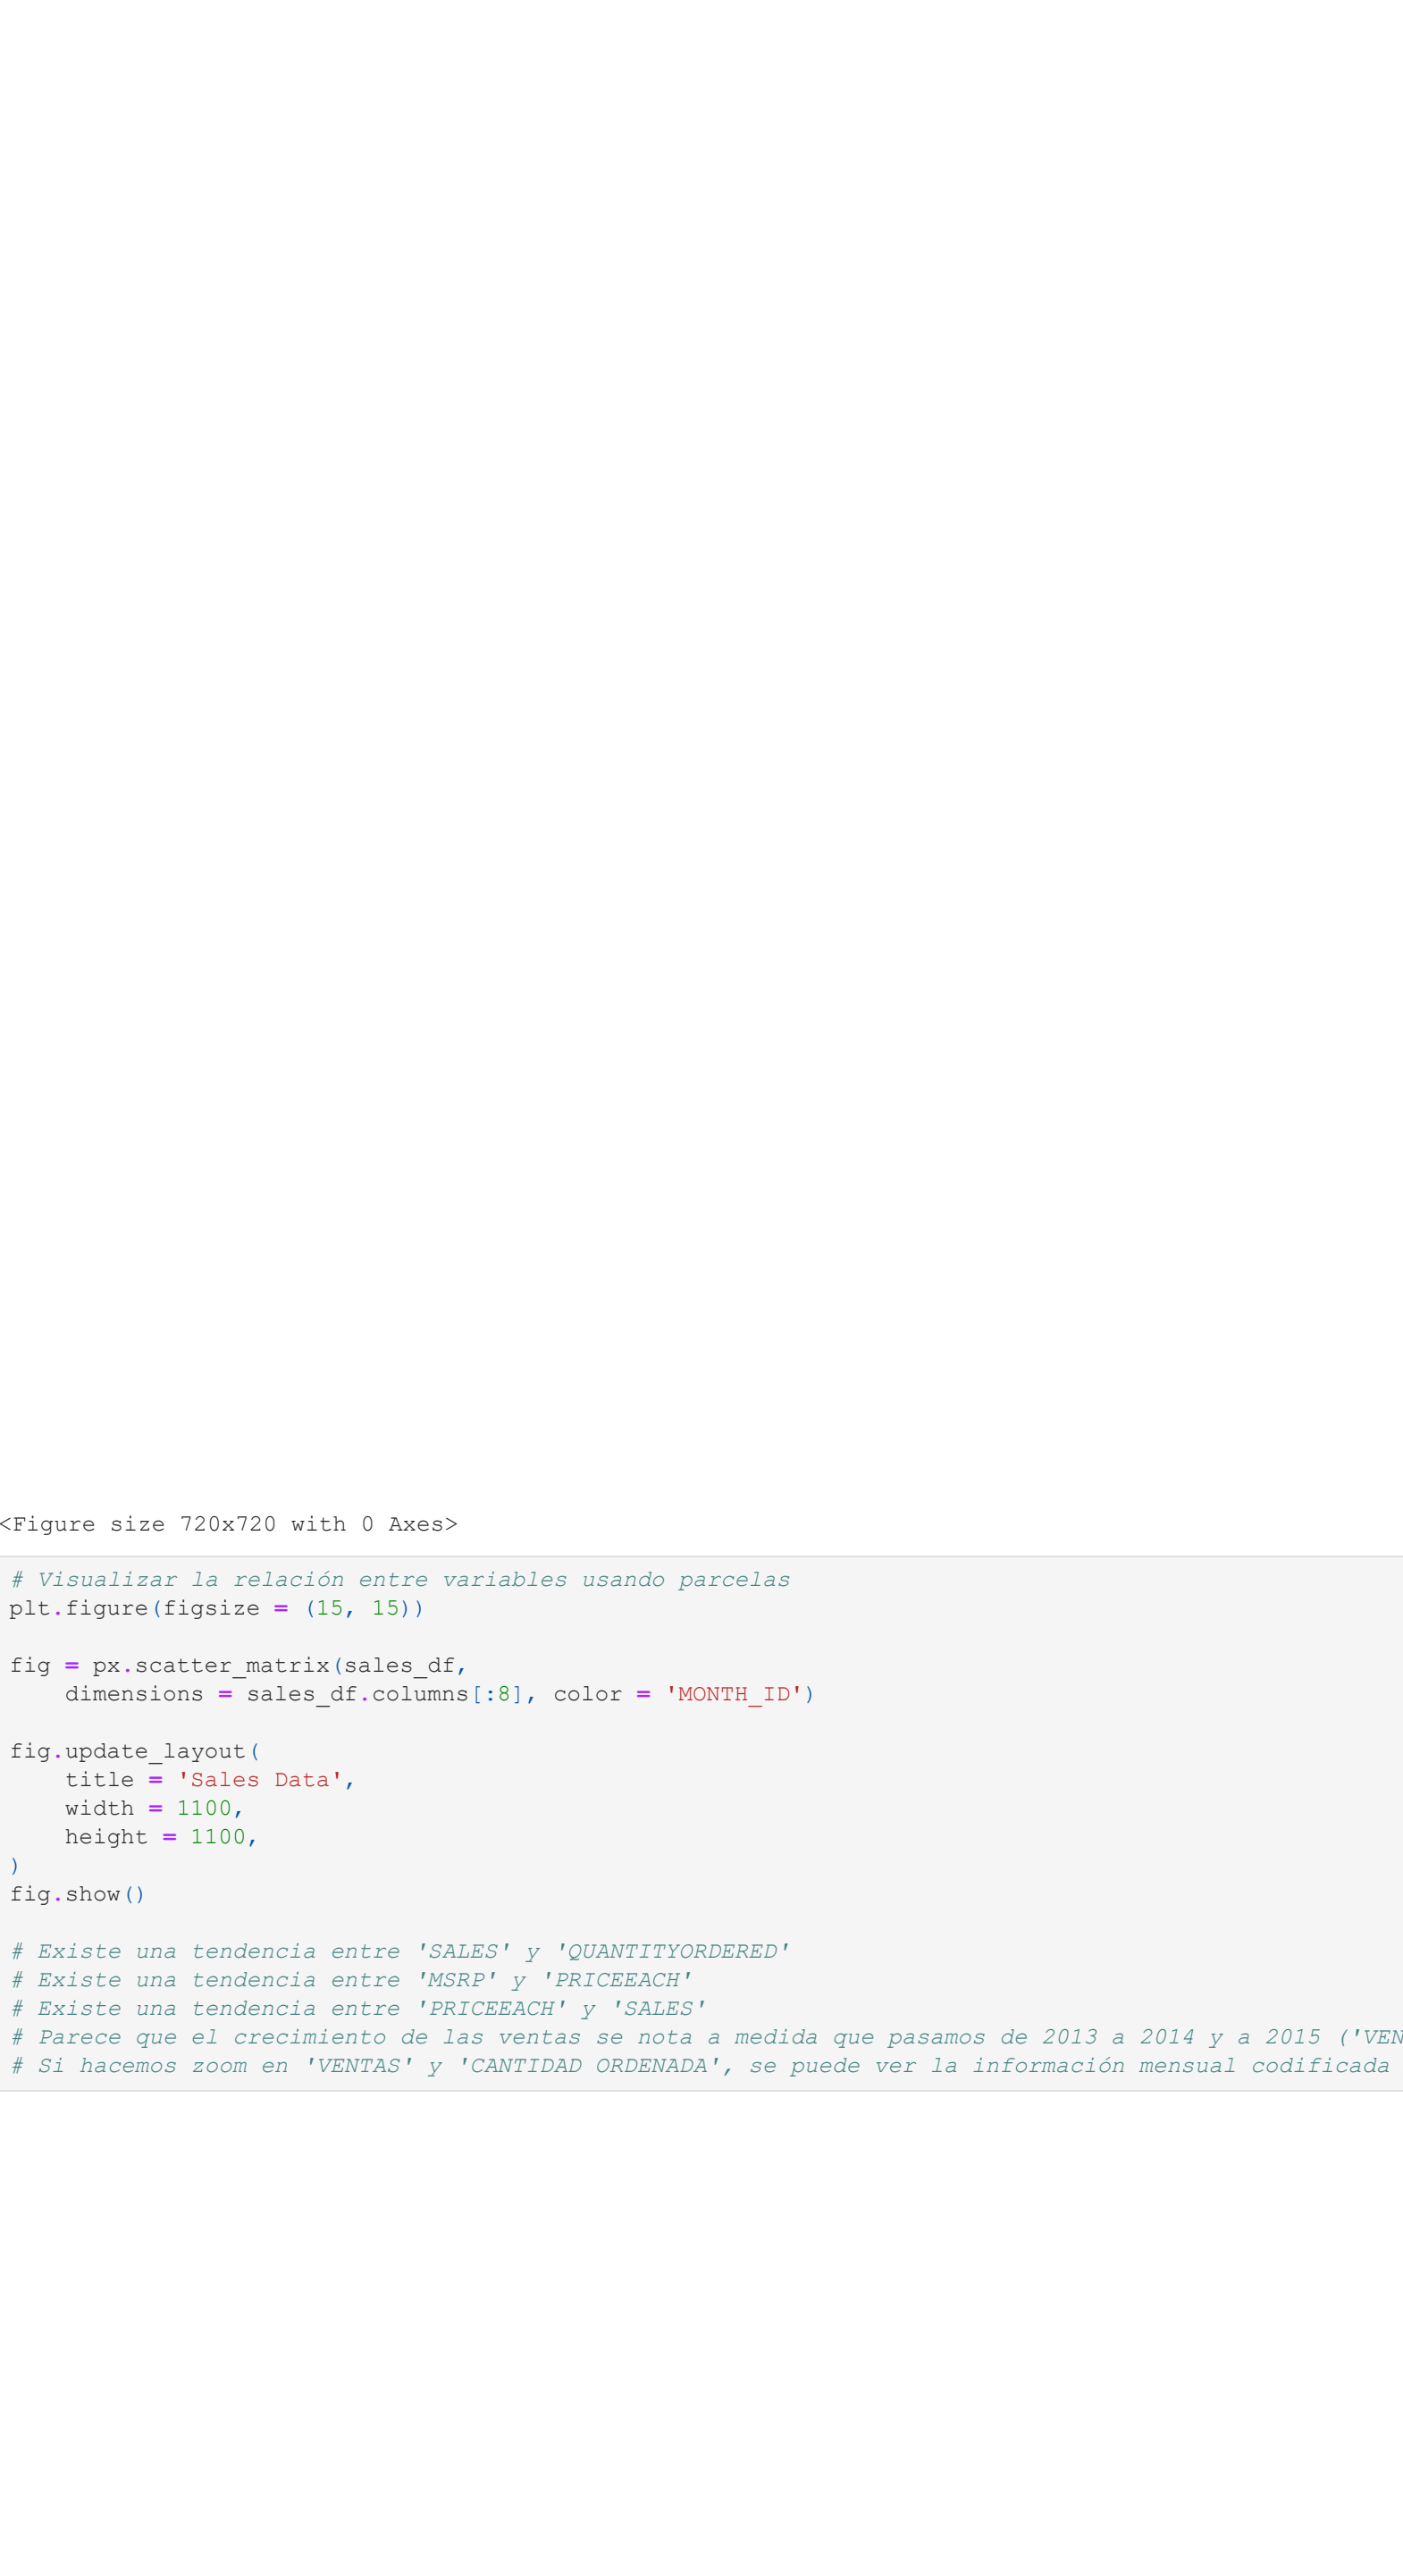 <Figure size 720x720 with 0 Axes>
# Visualizar la relación entre variables usando parcelas
plt.figure(figsize = (15, 15))
fig = px.scatter_matrix(sales_df,
    dimensions = sales_df.columns[:8], color = 'MONTH_ID')
fig.update_layout(
    title = 'Sales Data',
    width = 1100,
    height = 1100,
)
fig.show()
# Existe una tendencia entre 'SALES' y 'QUANTITYORDERED'
# Existe una tendencia entre 'MSRP' y 'PRICEEACH'
# Existe una tendencia entre 'PRICEEACH' y 'SALES'
# Parece que el crecimiento de las ventas se nota a medida que pasamos de 2013 a 2014 y a 2015 ('VEN
# Si hacemos zoom en 'VENTAS' y 'CANTIDAD ORDENADA', se puede ver la información mensual codificada